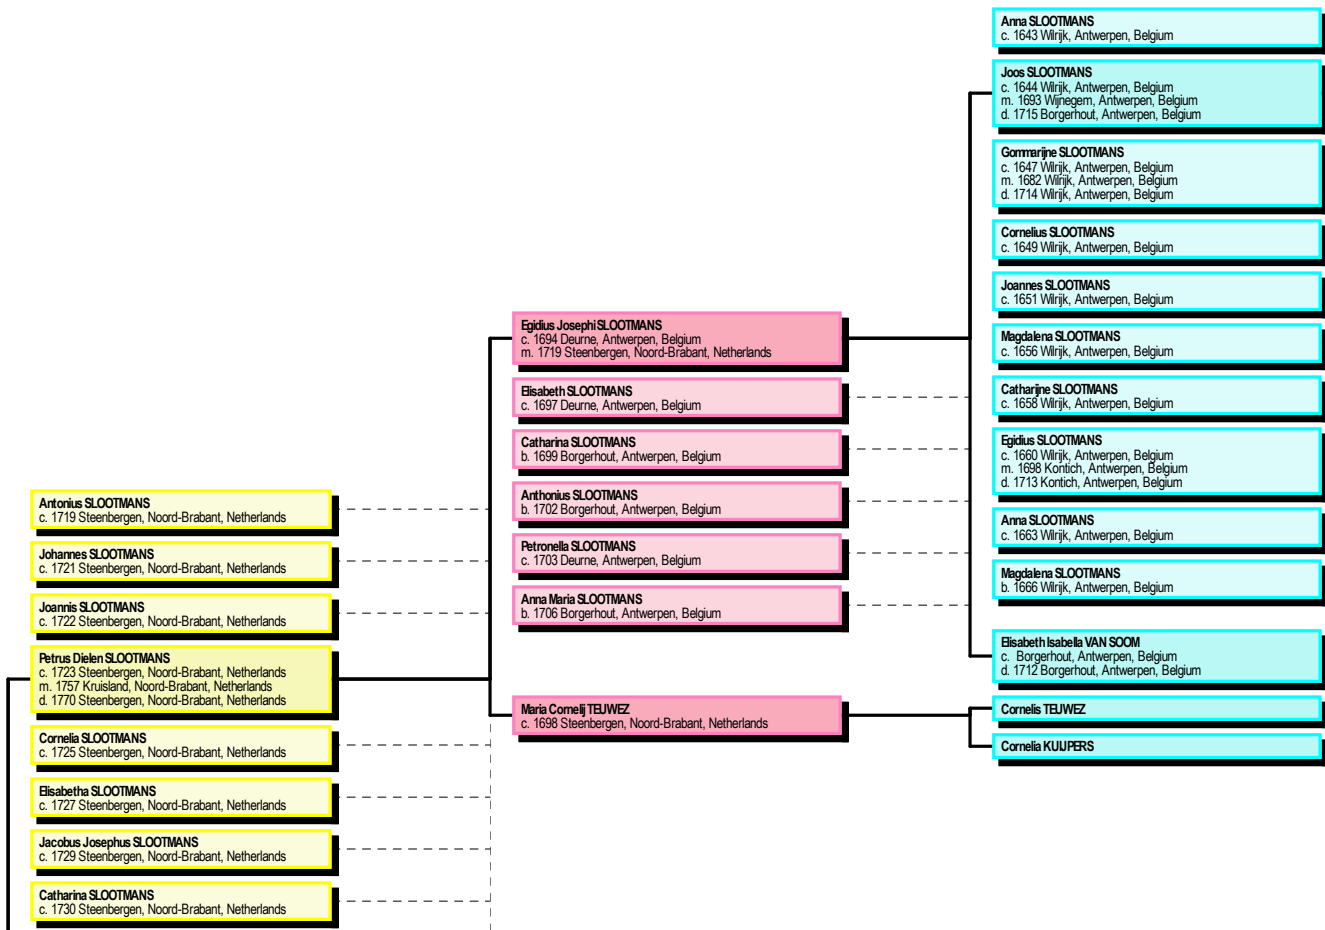 Anna SLOOTMANS
c. 1643 Wilrijk, Antwerpen, Belgium
Joos SLOOTMANS
c. 1644 Wilrijk, Antwerpen, Belgium
m. 1693 Wijnegem, Antwerpen, Belgium
d. 1715 Borgerhout, Antwerpen, Belgium
Gommarijne SLOOTMANS
c. 1647 Wilrijk, Antwerpen, Belgium
m. 1682 Wilrijk, Antwerpen, Belgium
d. 1714 Wilrijk, Antwerpen, Belgium
Cornelius SLOOTMANS
c. 1649 Wilrijk, Antwerpen, Belgium
Joannes SLOOTMANS
c. 1651 Wilrijk, Antwerpen, Belgium
Magdalena SLOOTMANS
c. 1656 Wilrijk, Antwerpen, Belgium
Catharijne SLOOTMANS
c. 1658 Wilrijk, Antwerpen, Belgium
Egidius SLOOTMANS
c. 1660 Wilrijk, Antwerpen, Belgium
m. 1698 Kontich, Antwerpen, Belgium
d. 1713 Kontich, Antwerpen, Belgium
Anna SLOOTMANS
c. 1663 Wilrijk, Antwerpen, Belgium
Magdalena SLOOTMANS
b. 1666 Wilrijk, Antwerpen, Belgium
Elisabeth Isabella VAN SOOM
c. Borgerhout, Antwerpen, Belgium
d. 1712 Borgerhout, Antwerpen, Belgium
Cornelis TEUWEZ
Cornelia KUIJPERS
Egidius Josephi SLOOTMANS
c. 1694 Deurne, Antwerpen, Belgium
m. 1719 Steenbergen, Noord-Brabant, Netherlands
Elisabeth SLOOTMANS
c. 1697 Deurne, Antwerpen, Belgium
Catharina SLOOTMANS
b. 1699 Borgerhout, Antwerpen, Belgium
Anthonius SLOOTMANS
b. 1702 Borgerhout, Antwerpen, Belgium
Petronella SLOOTMANS
c. 1703 Deurne, Antwerpen, Belgium
Anna Maria SLOOTMANS
b. 1706 Borgerhout, Antwerpen, Belgium
Maria Cornelij TEUWEZ
c. 1698 Steenbergen, Noord-Brabant, Netherlands
Antonius SLOOTMANS
c. 1719 Steenbergen, Noord-Brabant, Netherlands
Johannes SLOOTMANS
c. 1721 Steenbergen, Noord-Brabant, Netherlands
Joannis SLOOTMANS
c. 1722 Steenbergen, Noord-Brabant, Netherlands
Petrus Dielen SLOOTMANS
c. 1723 Steenbergen, Noord-Brabant, Netherlands
m. 1757 Kruisland, Noord-Brabant, Netherlands
d. 1770 Steenbergen, Noord-Brabant, Netherlands
Cornelia SLOOTMANS
c. 1725 Steenbergen, Noord-Brabant, Netherlands
Elisabetha SLOOTMANS
c. 1727 Steenbergen, Noord-Brabant, Netherlands
Jacobus Josephus SLOOTMANS
c. 1729 Steenbergen, Noord-Brabant, Netherlands
Catharina SLOOTMANS
c. 1730 Steenbergen, Noord-Brabant, Netherlands